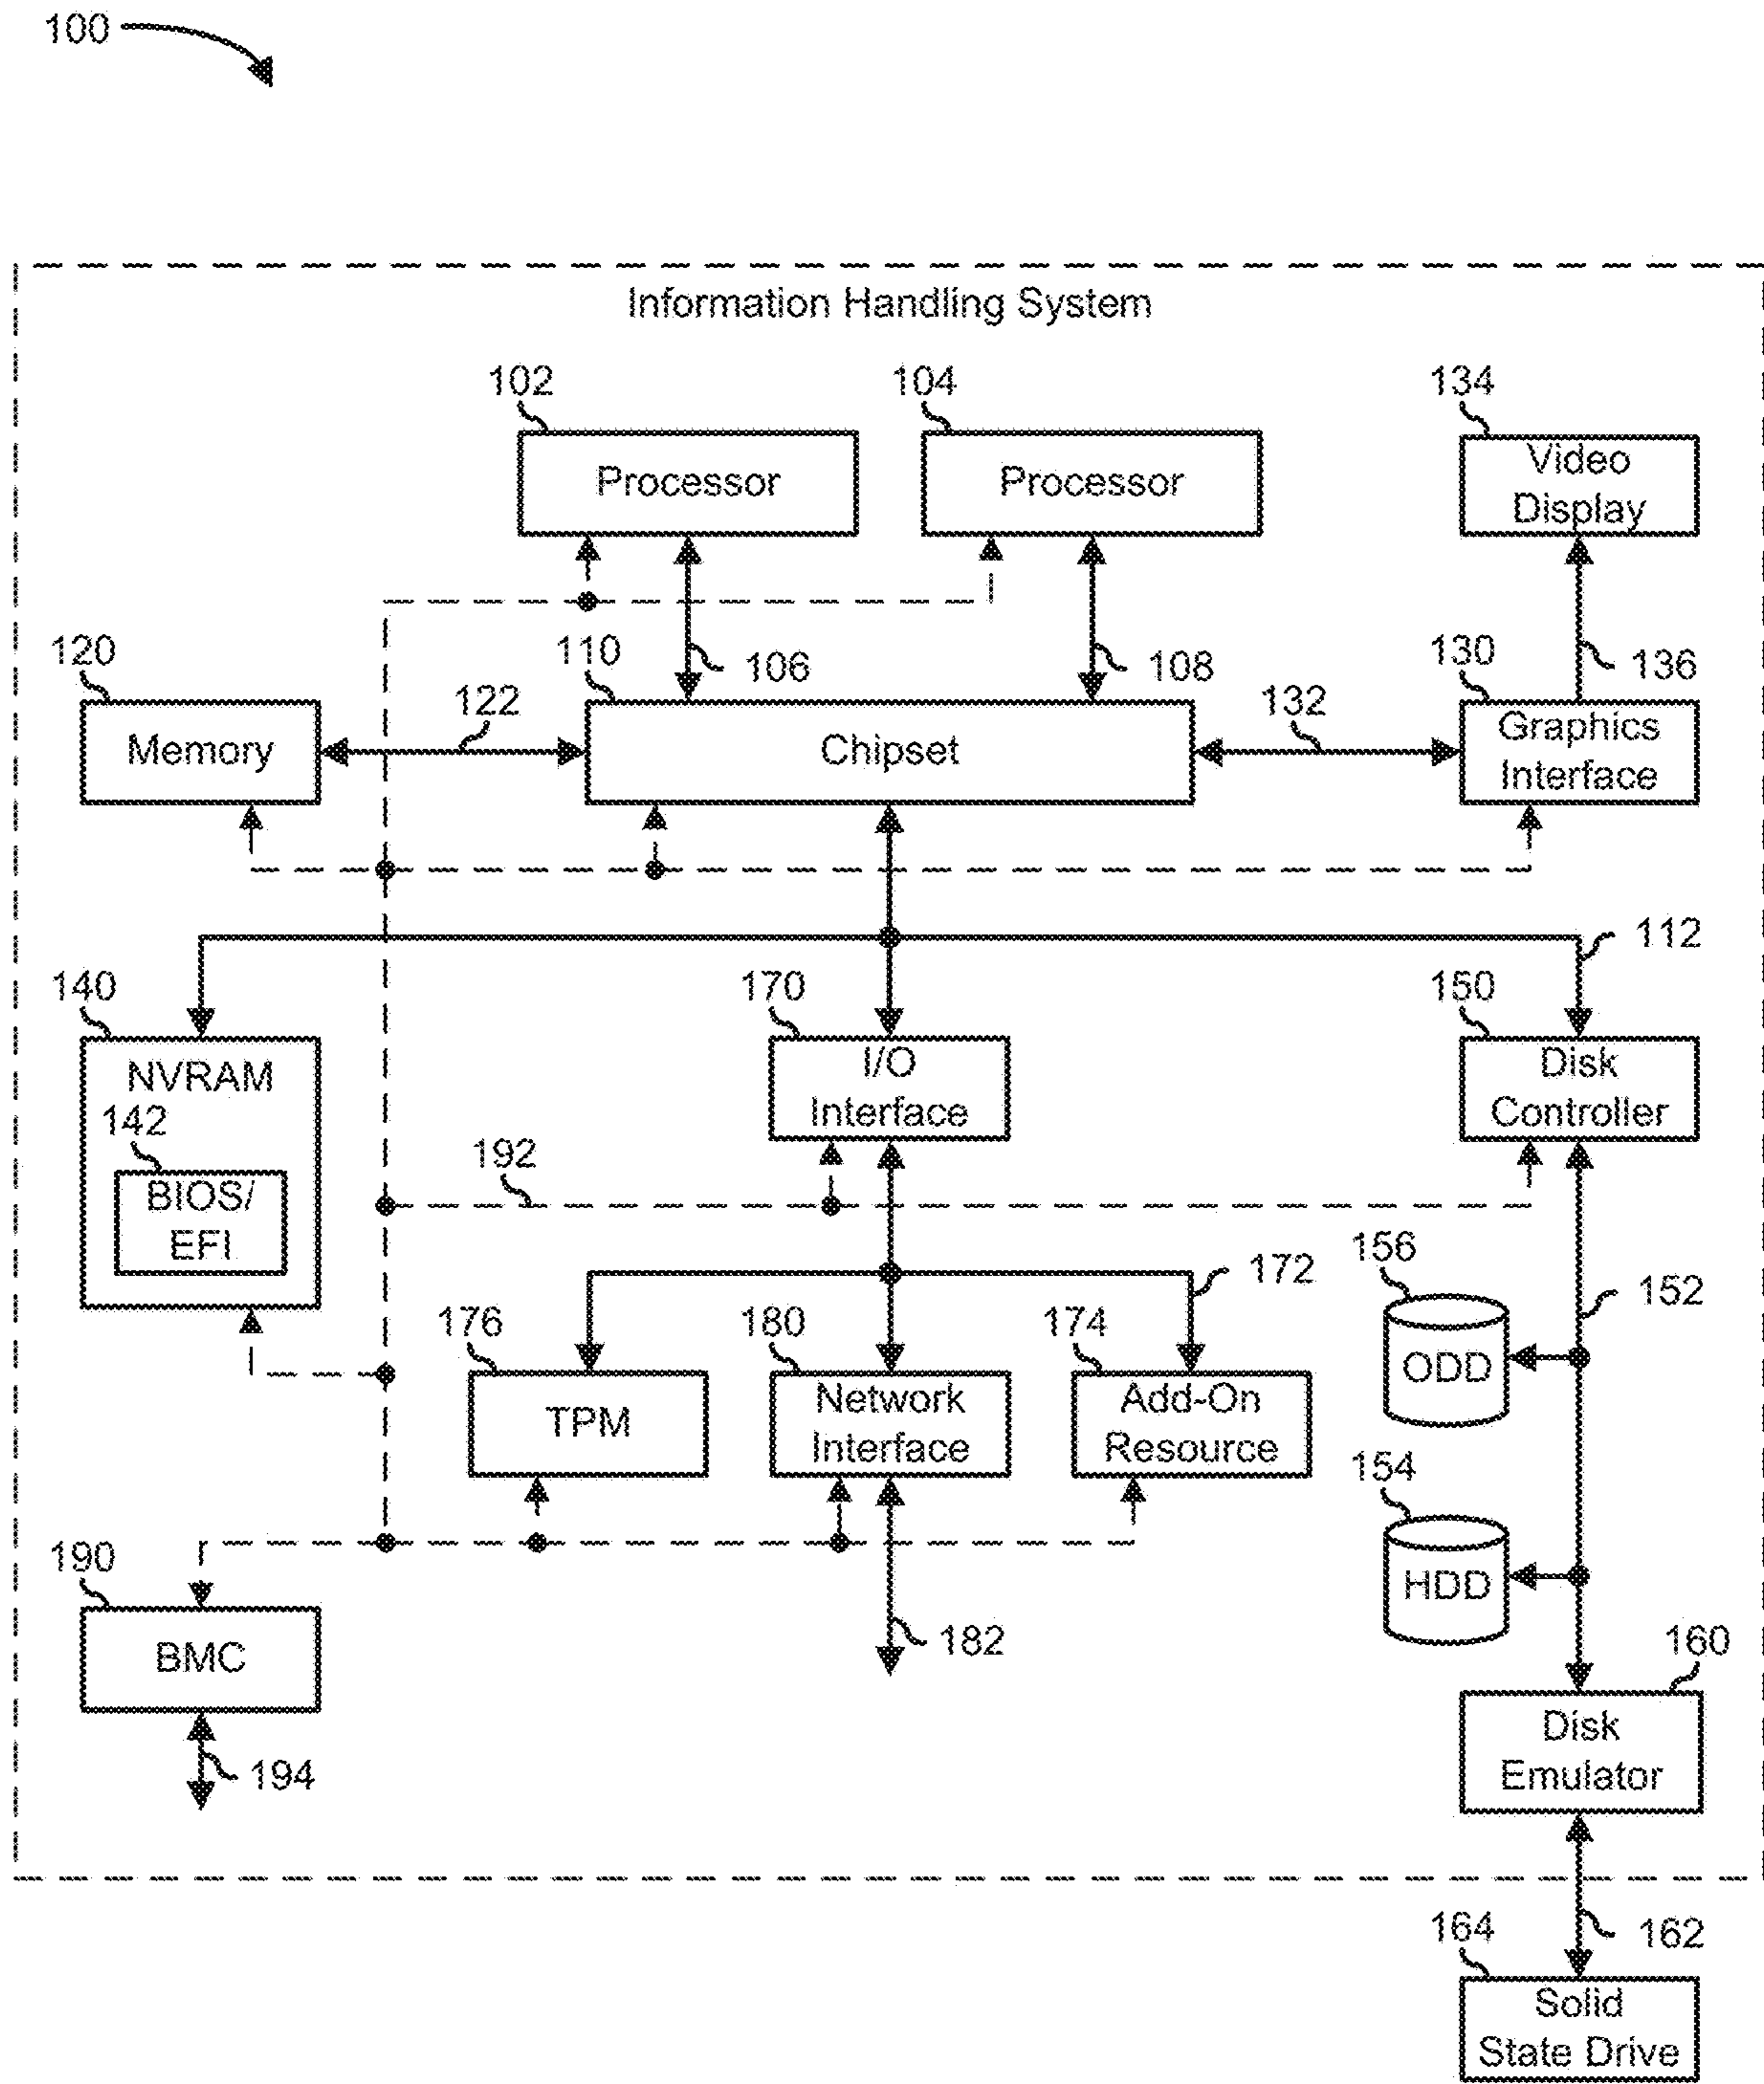 100
Information Handling System
102
104
134
Processor
Processor
Video
Display
120
110
130
106
108
136
122
132
Memory
Chipset
Graphics
Interface
112
140
170
150
NVRAM
I/O
Interface
Disk
Controller
142
BIOS/
EFI
192
156
172
152
176
180
174
ODD
TPM
Network
Interface
Add-On
Resource
154
HDD
190
182
160
BMC
Disk
Emulator
194
164
162
Solid
State Drive